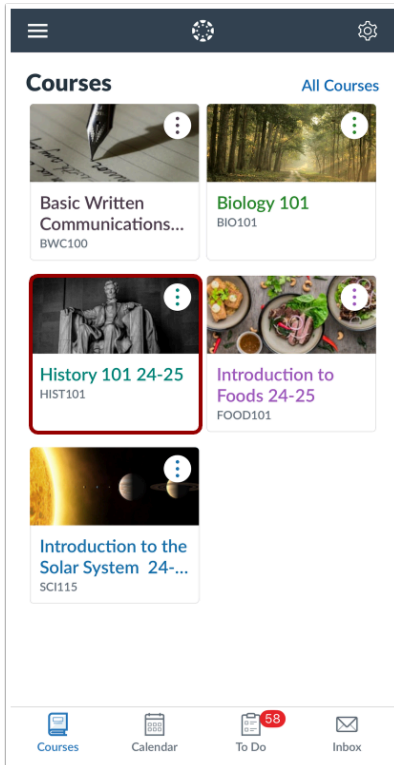 Courses
All Courses
Basic Written
Communications...
BWC100
Biology 101
BIO101
History 101 24-25
HIST101
Introduction to
Foods 24-25
FOOD101
Introduction to the
Solar System 24-...
SCI115
58
Courses
Calendar
To Do
Inbox